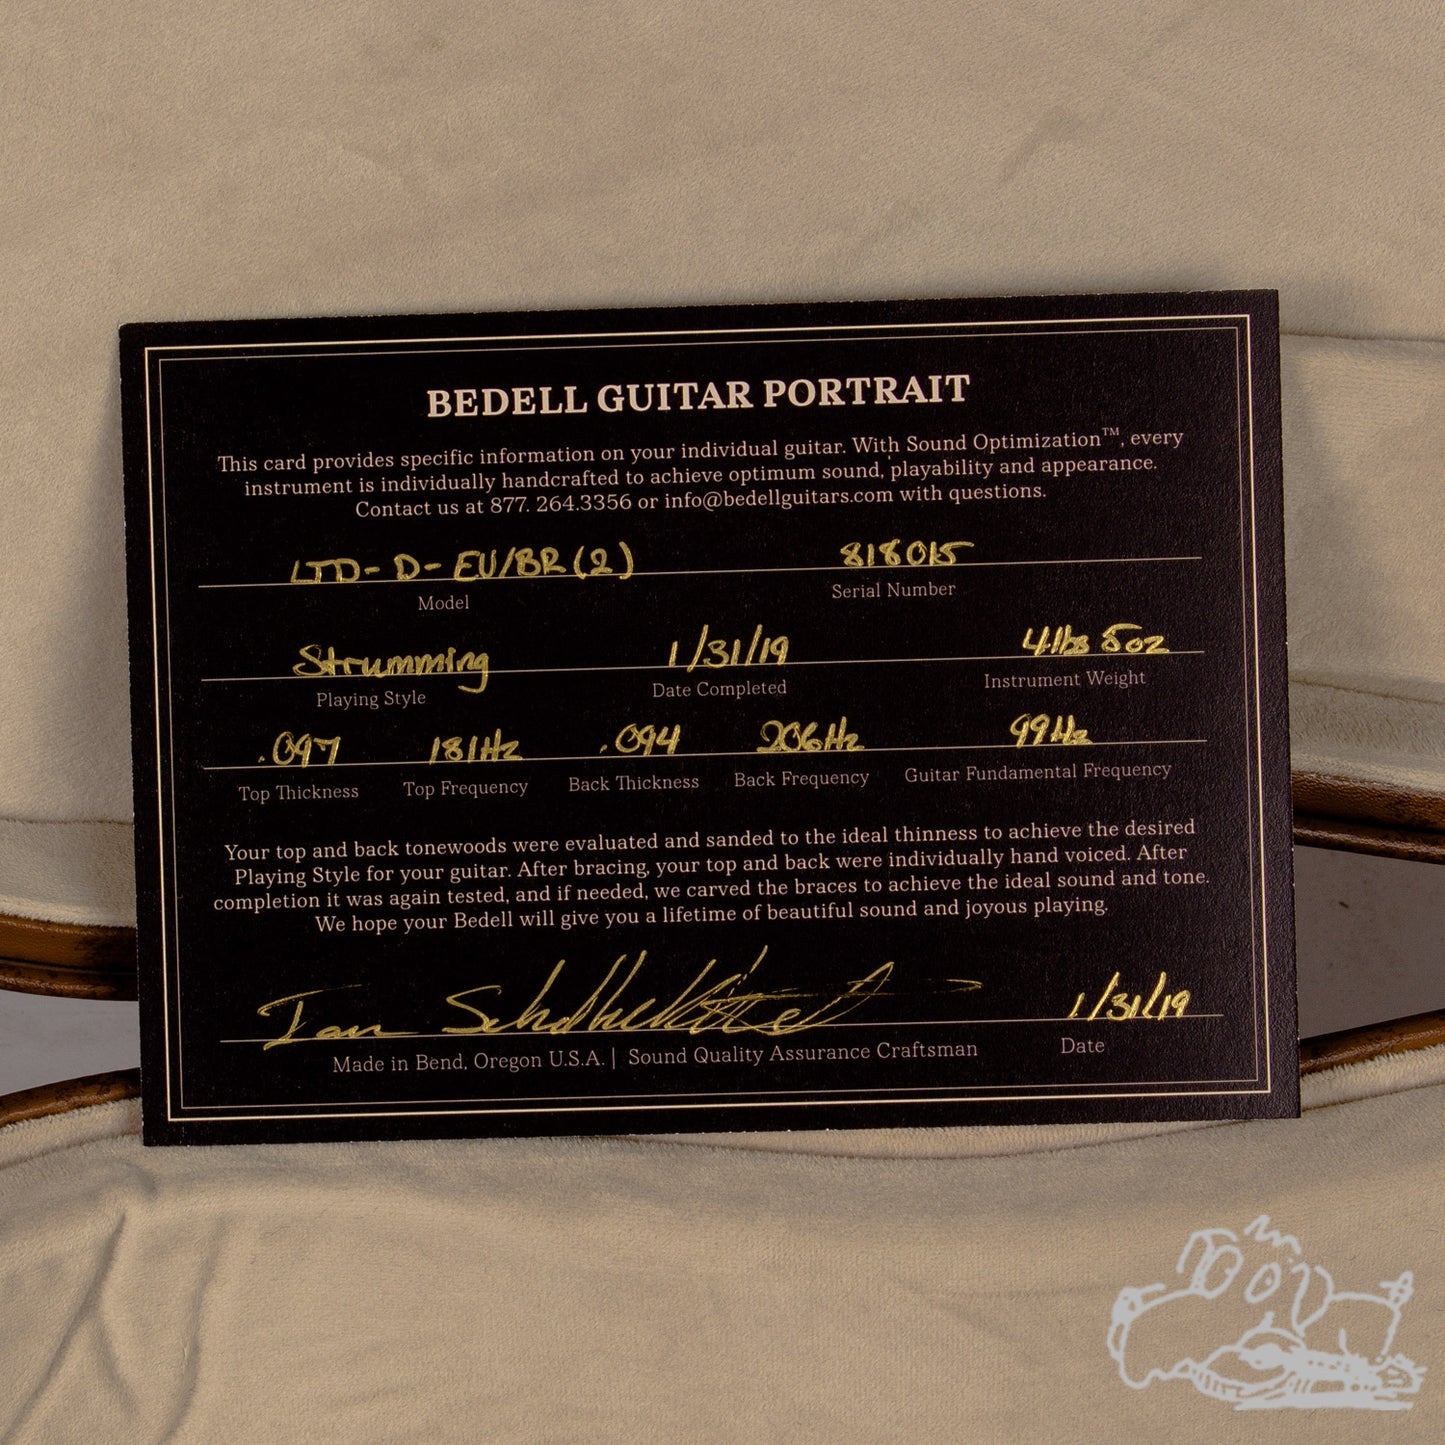 BEDELL GUITAR PORTRAIT
This card provides specific information on your individual guitar. With Sound Optimization™, every
instrument is individually handcrafted to achieve optimum sound, playability and appearance.
Contact us at 877. 264.3356 or info@bedellguitars.com with questions.
LTD-D-EU/BR(2) 818015
Model Serial Number
Strumming 1/31/19 4lbs 5oz
Playing Style Date Completed Instrument Weight
.097 181Hz .094 206Hz 99Hz
Top Thickness Top Frequency Back Thickness Back Frequency Guitar Fundamental Frequency
Your top and back tonewoods were evaluated and sanded to the ideal thinness to achieve the desired
Playing Style for your guitar. After bracing, your top and back were individually hand voiced. After
completion it was again tested, and if needed, we carved the braces to achieve the ideal sound and tone.
We hope your Bedell will give you a lifetime of beautiful sound and joyous playing.
Ian 1/31/19
Made in Bend, Oregon U.S.A. | Sound Quality Assurance Craftsman Date